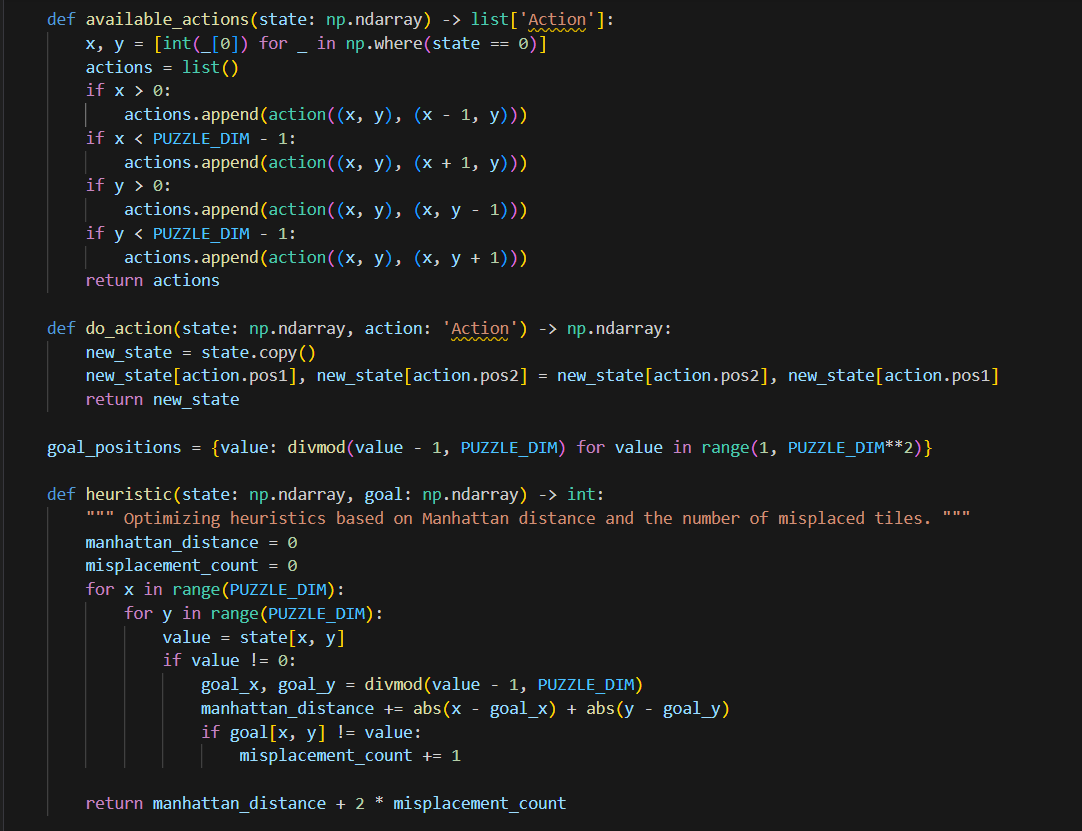 def available_actions(state: np.ndarray) -> list['Action']:
    x, y = [int(_[0]) for _ in np.where(state == 0)]
    actions = list()
    if x > 0:
        actions.append(action((x, y), (x - 1, y)))
    if x < PUZZLE_DIM - 1:
        actions.append(action((x, y), (x + 1, y)))
    if y > 0:
        actions.append(action((x, y), (x, y - 1)))
    if y < PUZZLE_DIM - 1:
        actions.append(action((x, y), (x, y + 1)))
    return actions

def do_action(state: np.ndarray, action: 'Action') -> np.ndarray:
    new_state = state.copy()
    new_state[action.pos1], new_state[action.pos2] = new_state[action.pos2], new_state[action.pos1]
    return new_state

goal_positions = {value: divmod(value - 1, PUZZLE_DIM) for value in range(1, PUZZLE_DIM**2)}

def heuristic(state: np.ndarray, goal: np.ndarray) -> int:
    """ Optimizing heuristics based on Manhattan distance and the number of misplaced tiles. """
    manhattan_distance = 0
    misplacement_count = 0
    for x in range(PUZZLE_DIM):
        for y in range(PUZZLE_DIM):
            value = state[x, y]
            if value != 0:
                goal_x, goal_y = divmod(value - 1, PUZZLE_DIM)
                manhattan_distance += abs(x - goal_x) + abs(y - goal_y)
                if goal[x, y] != value:
                    misplacement_count += 1

    return manhattan_distance + 2 * misplacement_count